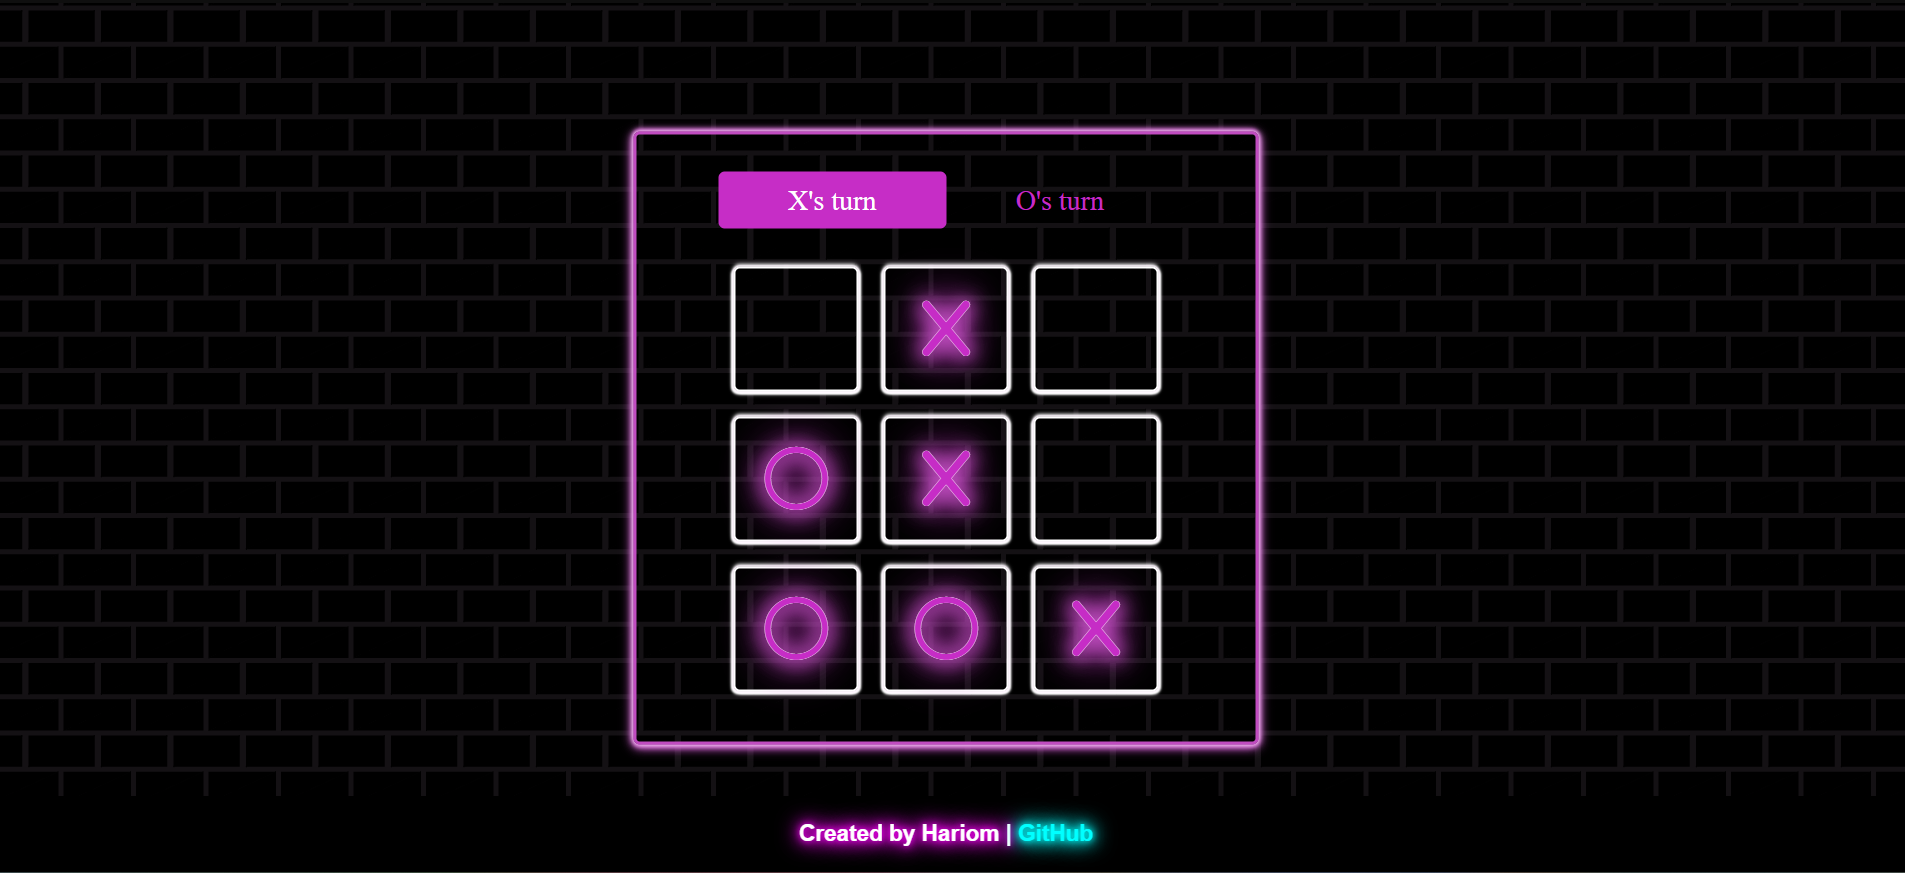 X's turn
O's turn
X
O X
O O X
Created by Hariom | GitHub